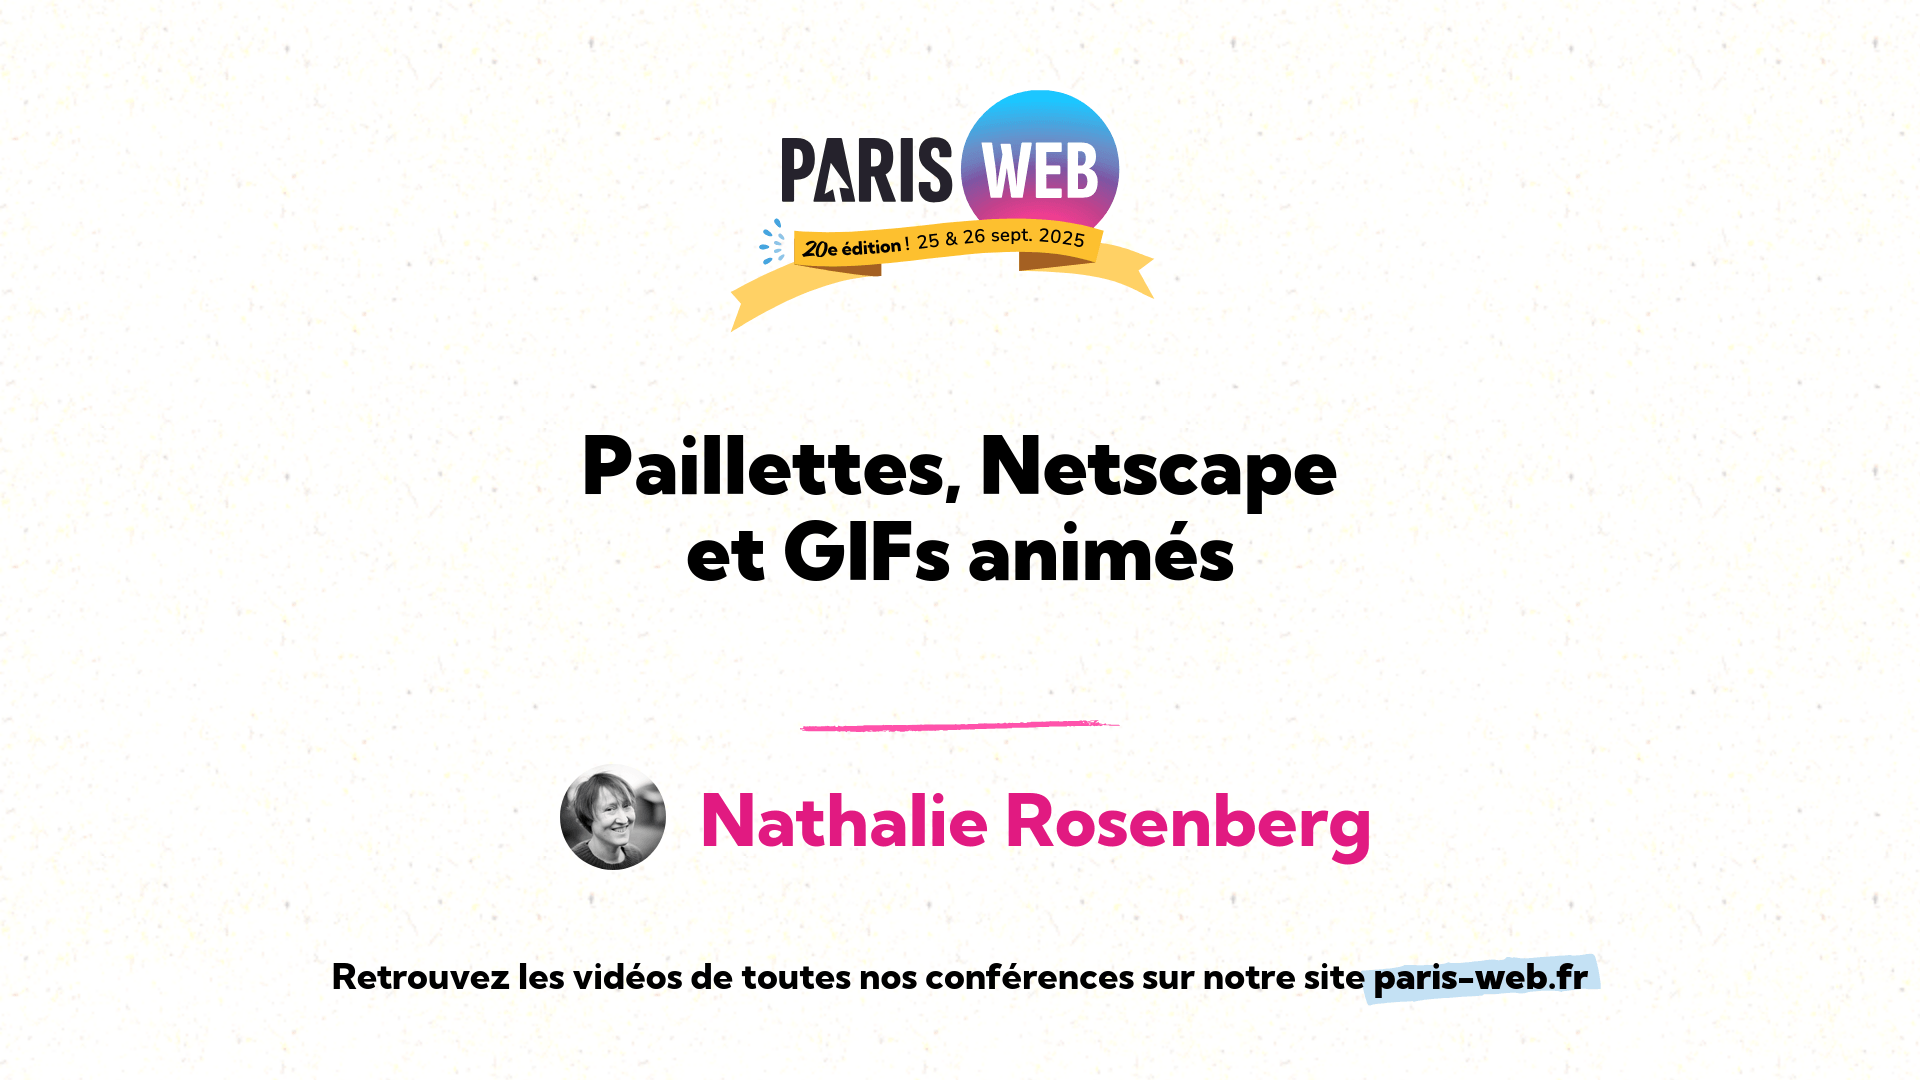 PARIS WEB
20e édition ! 25 & 26 sept. 2025
Paillettes, Netscape
et GIFs animés
Nathalie Rosenberg
Retrouvez les vidéos de toutes nos conférences sur notre site paris-web.fr